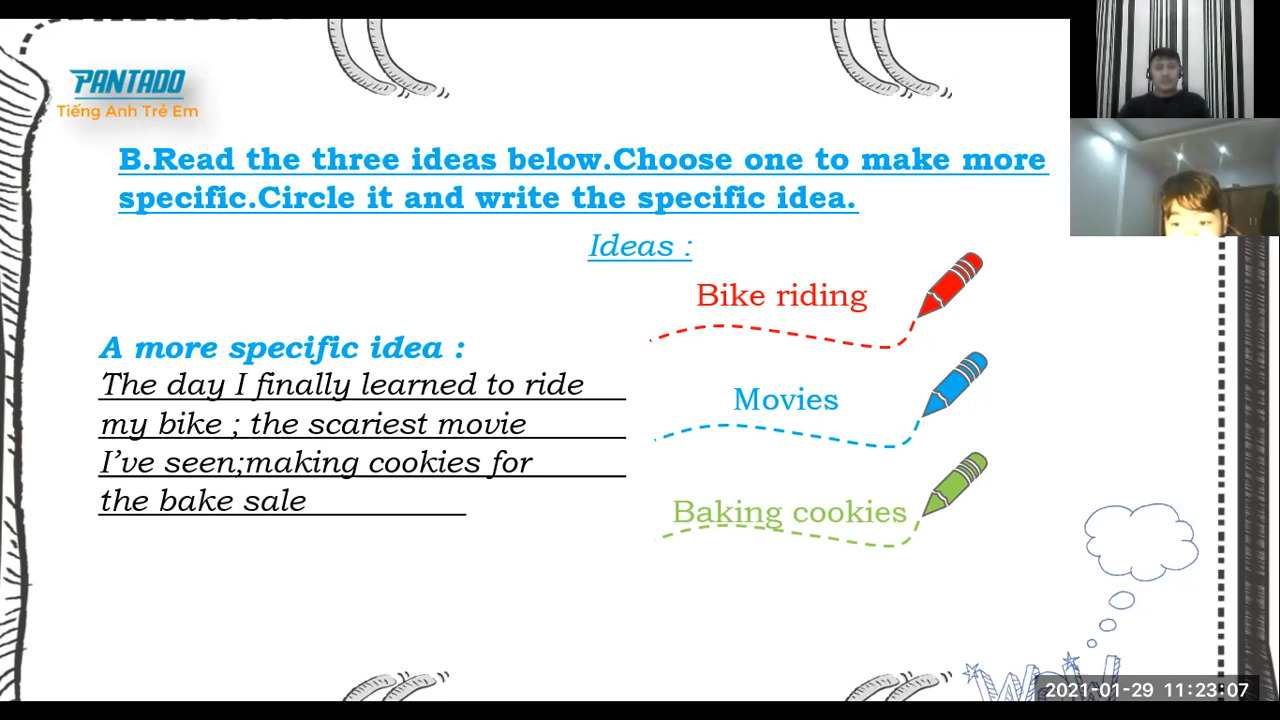 PANTADO
Tiếng Anh Trẻ Em
B.Read the three ideas below.Choose one to make more
specific.Circle it and write the specific idea.
Ideas :
Bike riding
A more specific idea :
The day I finally learned to ride
my bike ; the scariest movie
I've seen;making cookies for
the bake sale
Movies
Baking cookies
WOW
2021-01-29 11:23:07